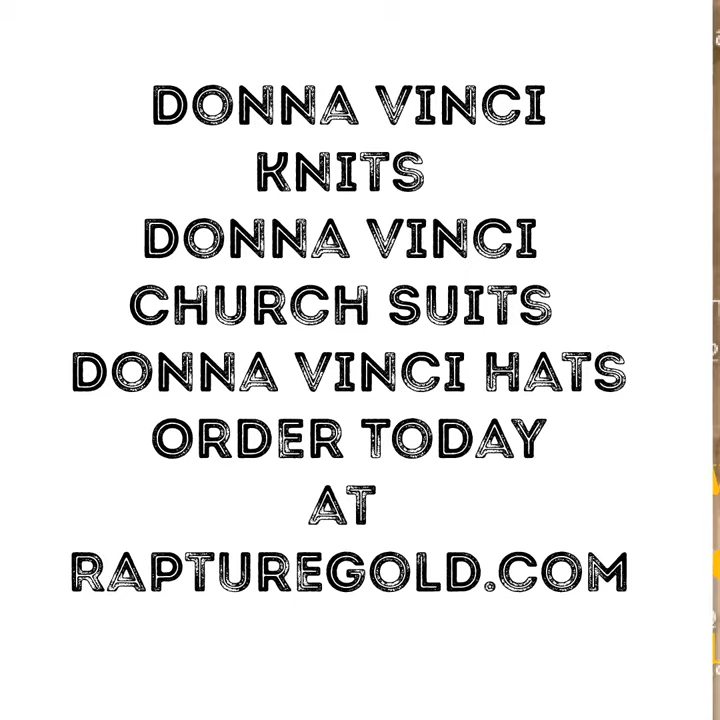 DONNA VINCI
KNITS
DONNA VINCI
CHURCH SUITS
DONNA VINCI HATS
ORDER TODAY
AT
RAPTUREGOLD.COM